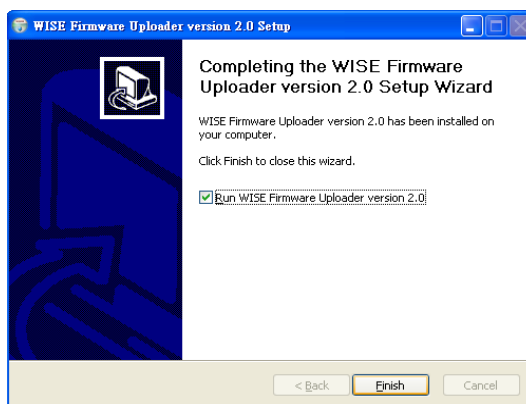 WISE Firmware Uploader version 2.0 Setup
Completing the WISE Firmware
Uploader version 2.0 Setup Wizard
WISE Firmware Uploader version 2.0 has been installed on
your computer.
Click Finish to close this wizard.
Run WISE Firmware Uploader version 2.0
< Back
Finish
Cancel